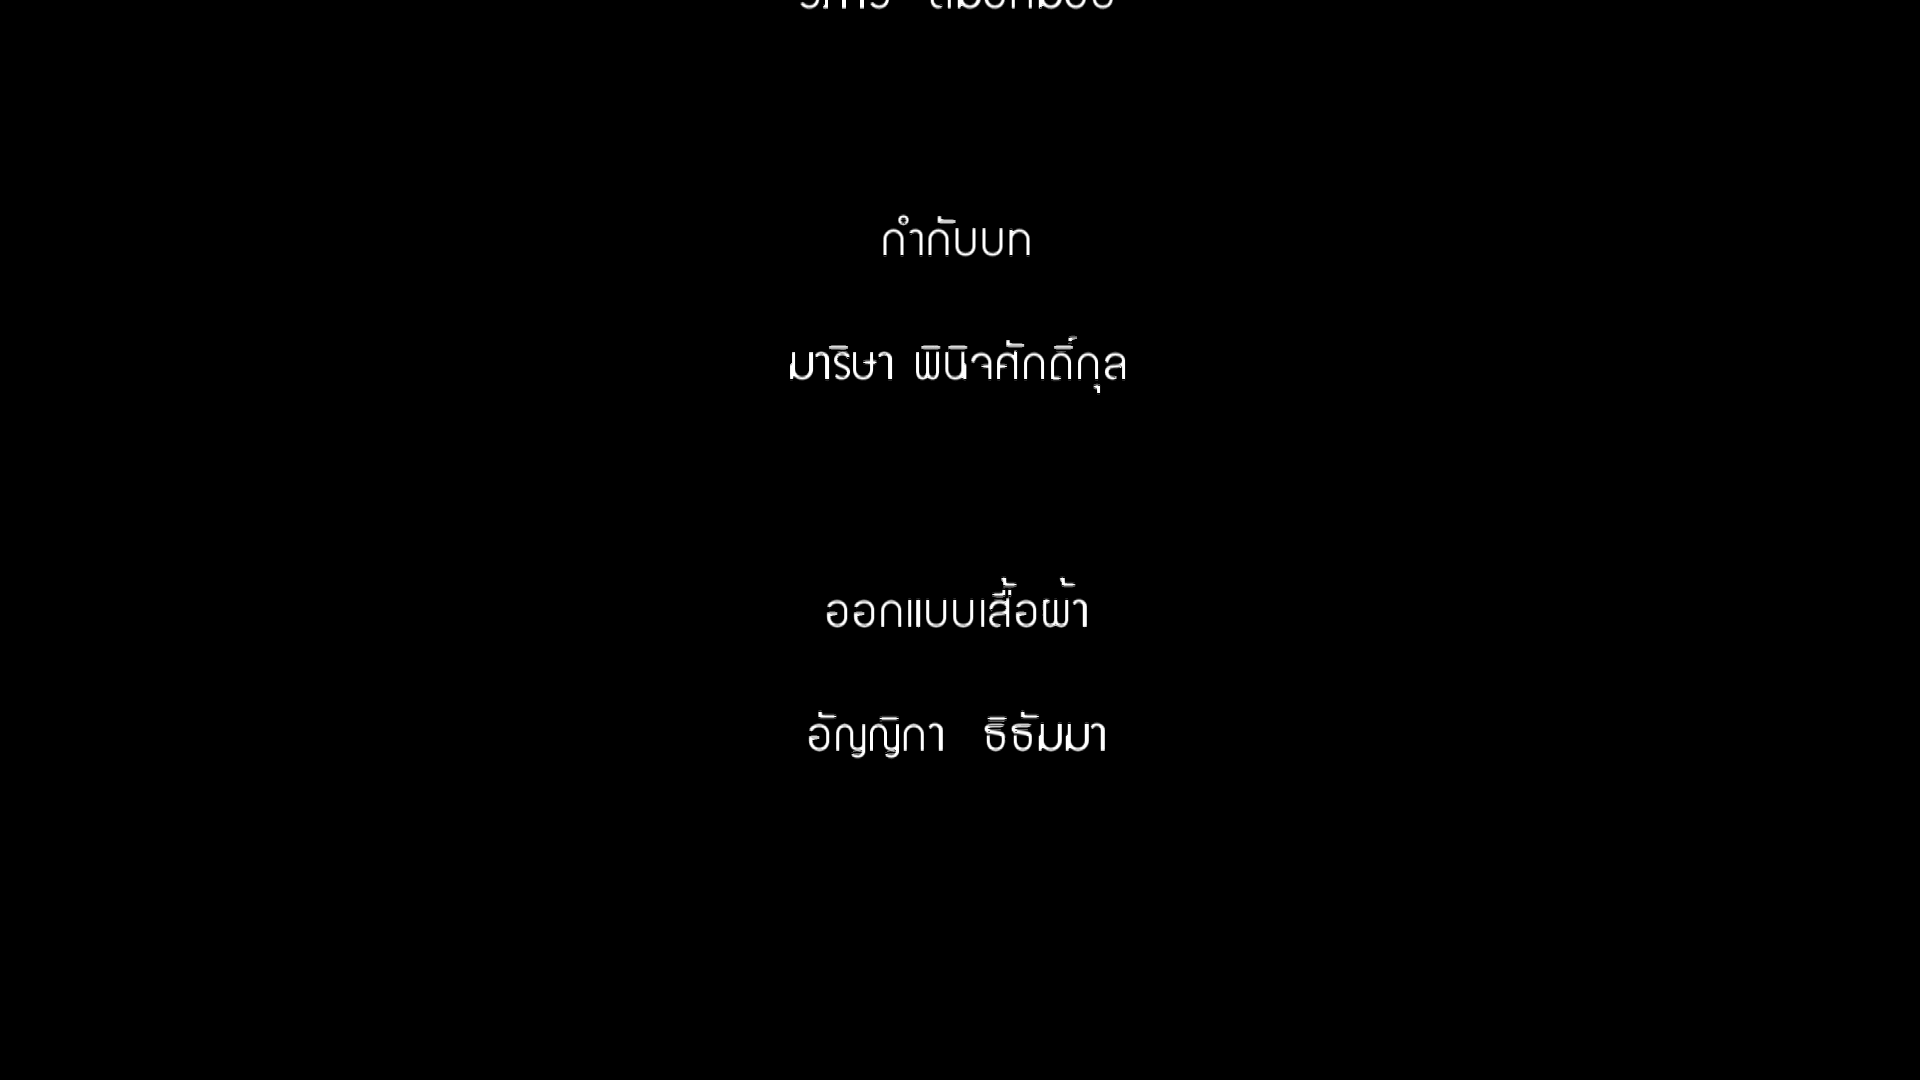 กำกับบท
มาริษา พินิจศักดิ์กุล
ออกแบบเสื้อผ้า
อัญญิกา ธิธัมมา